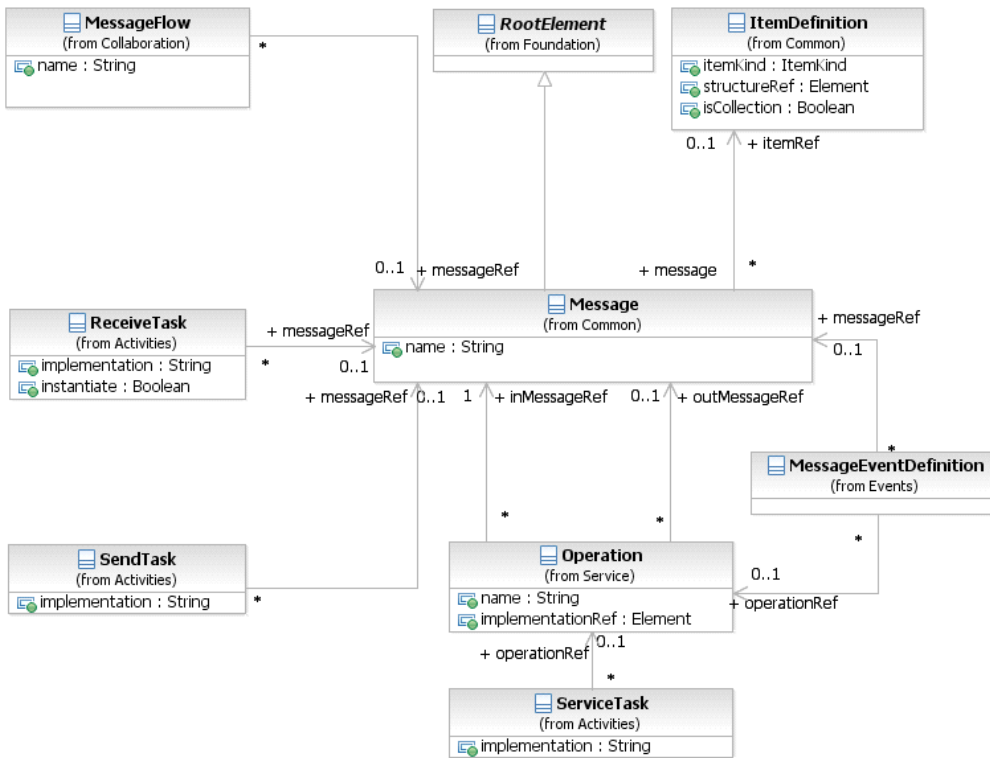 MessageFlow
(from Collaboration)
name : String
*
RootElement
(from Foundation)
ItemDefinition
(from Common)
itemKind : ItemKind
structureRef : Element
isCollection : Boolean
0..1 + itemRef
0..1 + messageRef
+ message *
Message
(from Common)
name : String
ReceiveTask
(from Activities)
implementation : String
instantiate : Boolean
+ messageRef
*
0..1
+ messageRef
0..1
+ messageRef 0..1
1 + inMessageRef
0..1 + outMessageRef
*
MessageEventDefinition
(from Events)
*
*
*
SendTask
(from Activities)
implementation : String
*
Operation
(from Service)
name : String
implementationRef : Element
0..1
+ operationRef
0..1
+ operationRef
*
ServiceTask
(from Activities)
implementation : String